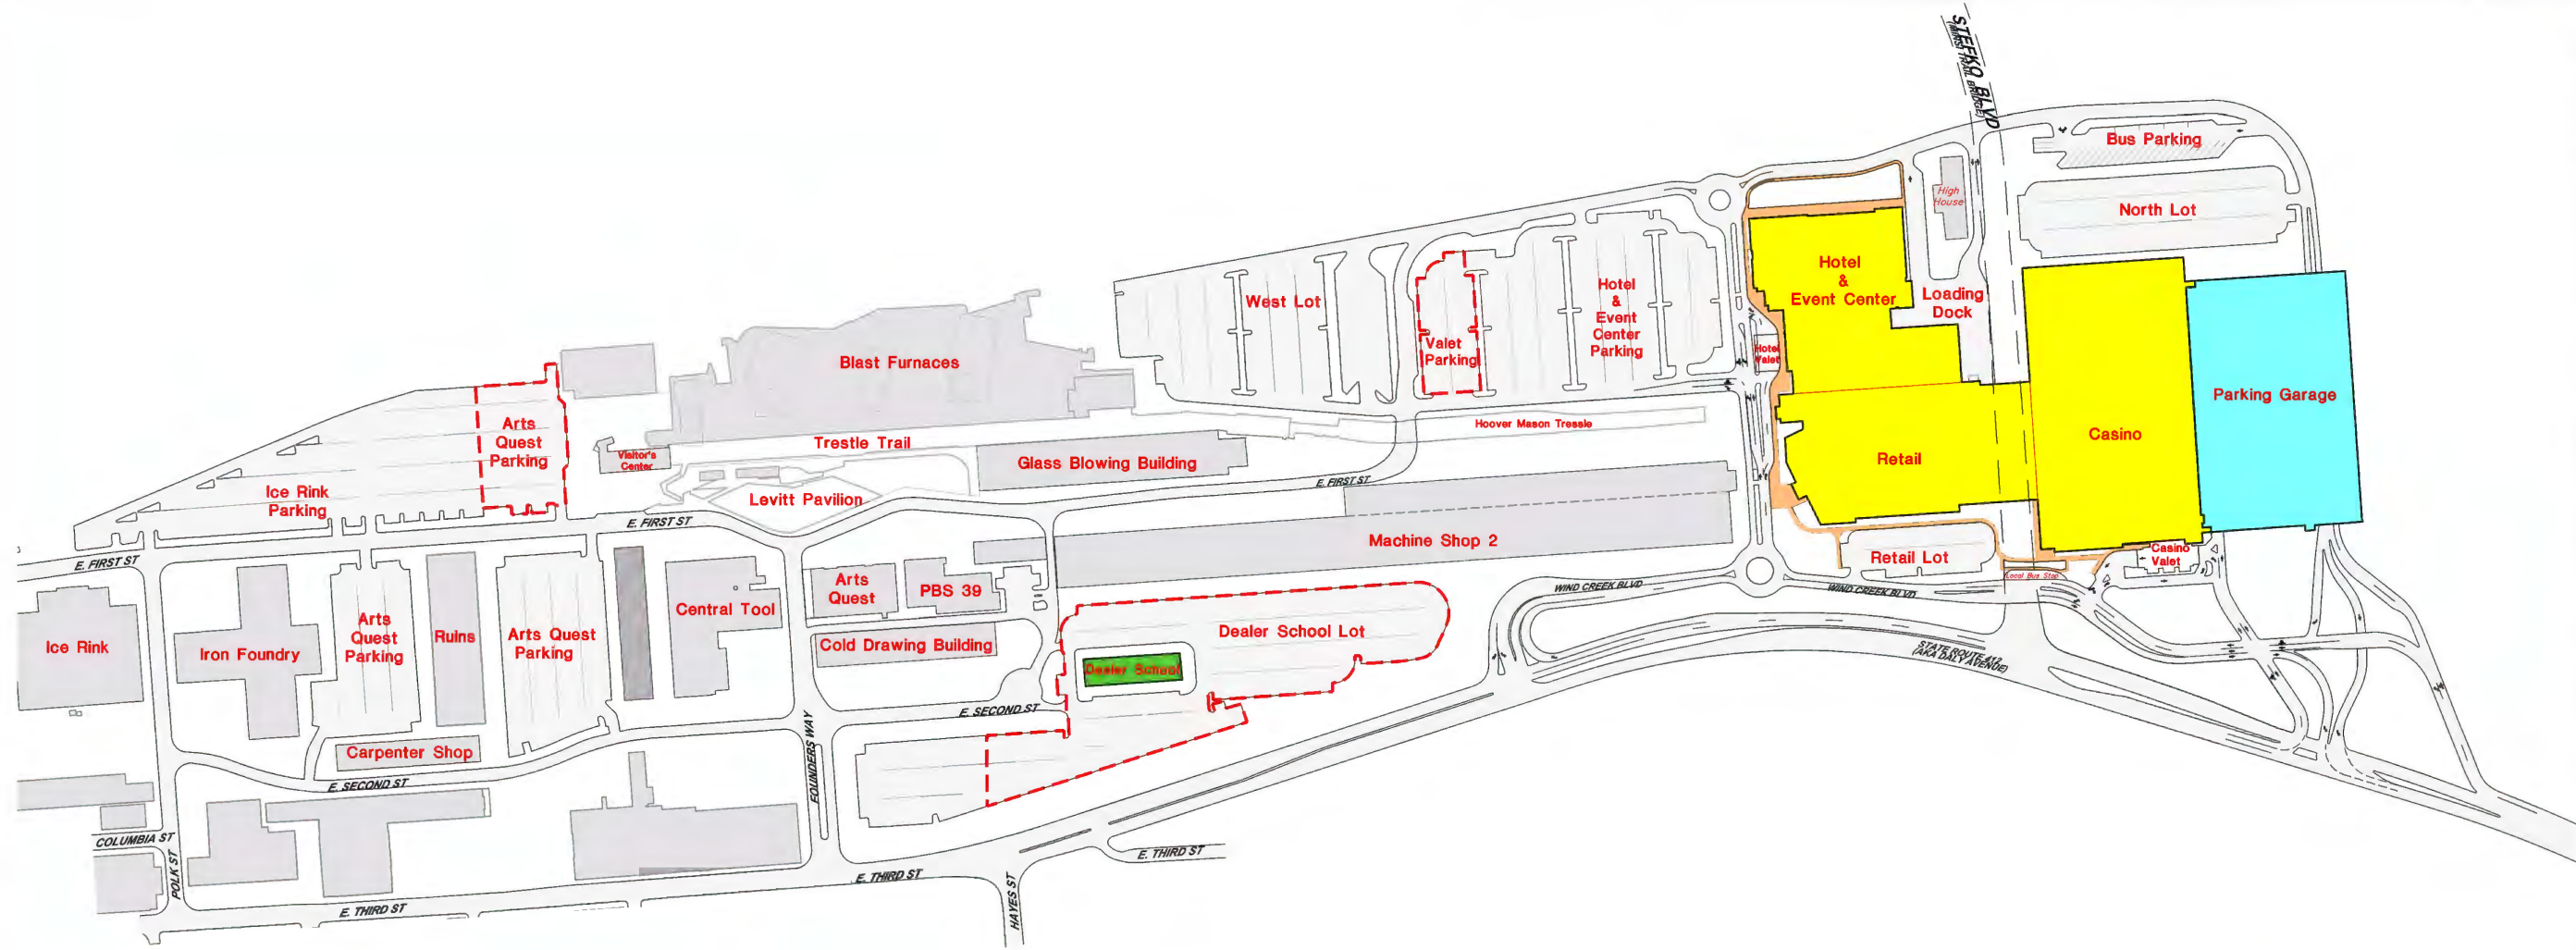 STEFKO BLVD
(MINSI TRAIL BRIDGE)
Bus Parking
High
House
North Lot
Hotel
&
Event Center
Loading
Dock
West Lot
Hotel
&
Event
Center
Parking
Valet
Parking
Hotel
Valet
Blast Furnaces
Parking Garage
Arts
Quest
Parking
Hoover Mason Tressle
Casino
Trestle Trail
Visitor's
Center
Glass Blowing Building
Retail
E. FIRST ST
Ice Rink
Parking
Levitt Pavilion
E. FIRST ST
Machine Shop 2
Retail Lot
Casino
Valet
E. FIRST ST
Local Bus Stop
WIND CREEK BLVD
WIND CREEK BLVD
Arts
Quest
PBS 39
Central Tool
Ice Rink
Iron Foundry
Arts
Quest
Parking
Ruins
Arts Quest
Parking
Cold Drawing Building
Dealer School Lot
STATE ROUTE 412
(AKA DALY AVENUE)
Dealer School
E. SECOND ST
FOUNDERS WAY
Carpenter Shop
E. SECOND ST
COLUMBIA ST
POLK ST
E. THIRD ST
E. THIRD ST
HAYES ST
E. THIRD ST